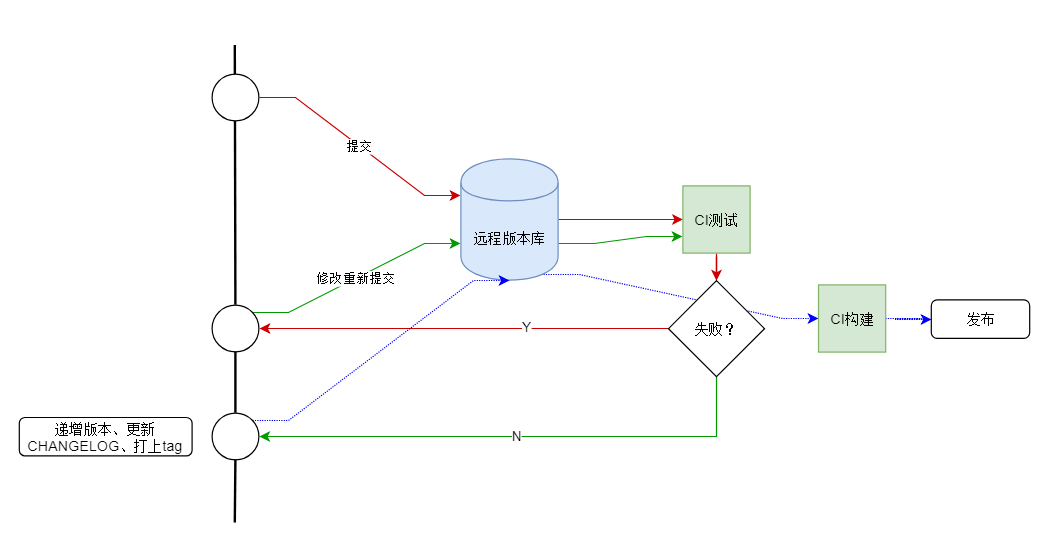 提交
CI测试
远程版本库
修改重新提交
Y
失败？
CI构建
发布
递增版本、更新
CHANGELOG、打上tag
N